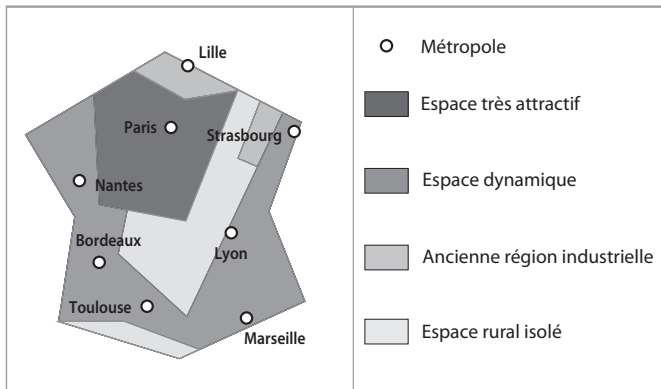 Lille
Paris
Strasbourg
Nantes
Bordeaux
Lyon
Toulouse
Marseille
Métropole
Espace très attractif
Espace dynamique
Ancienne région industrielle
Espace rural isolé